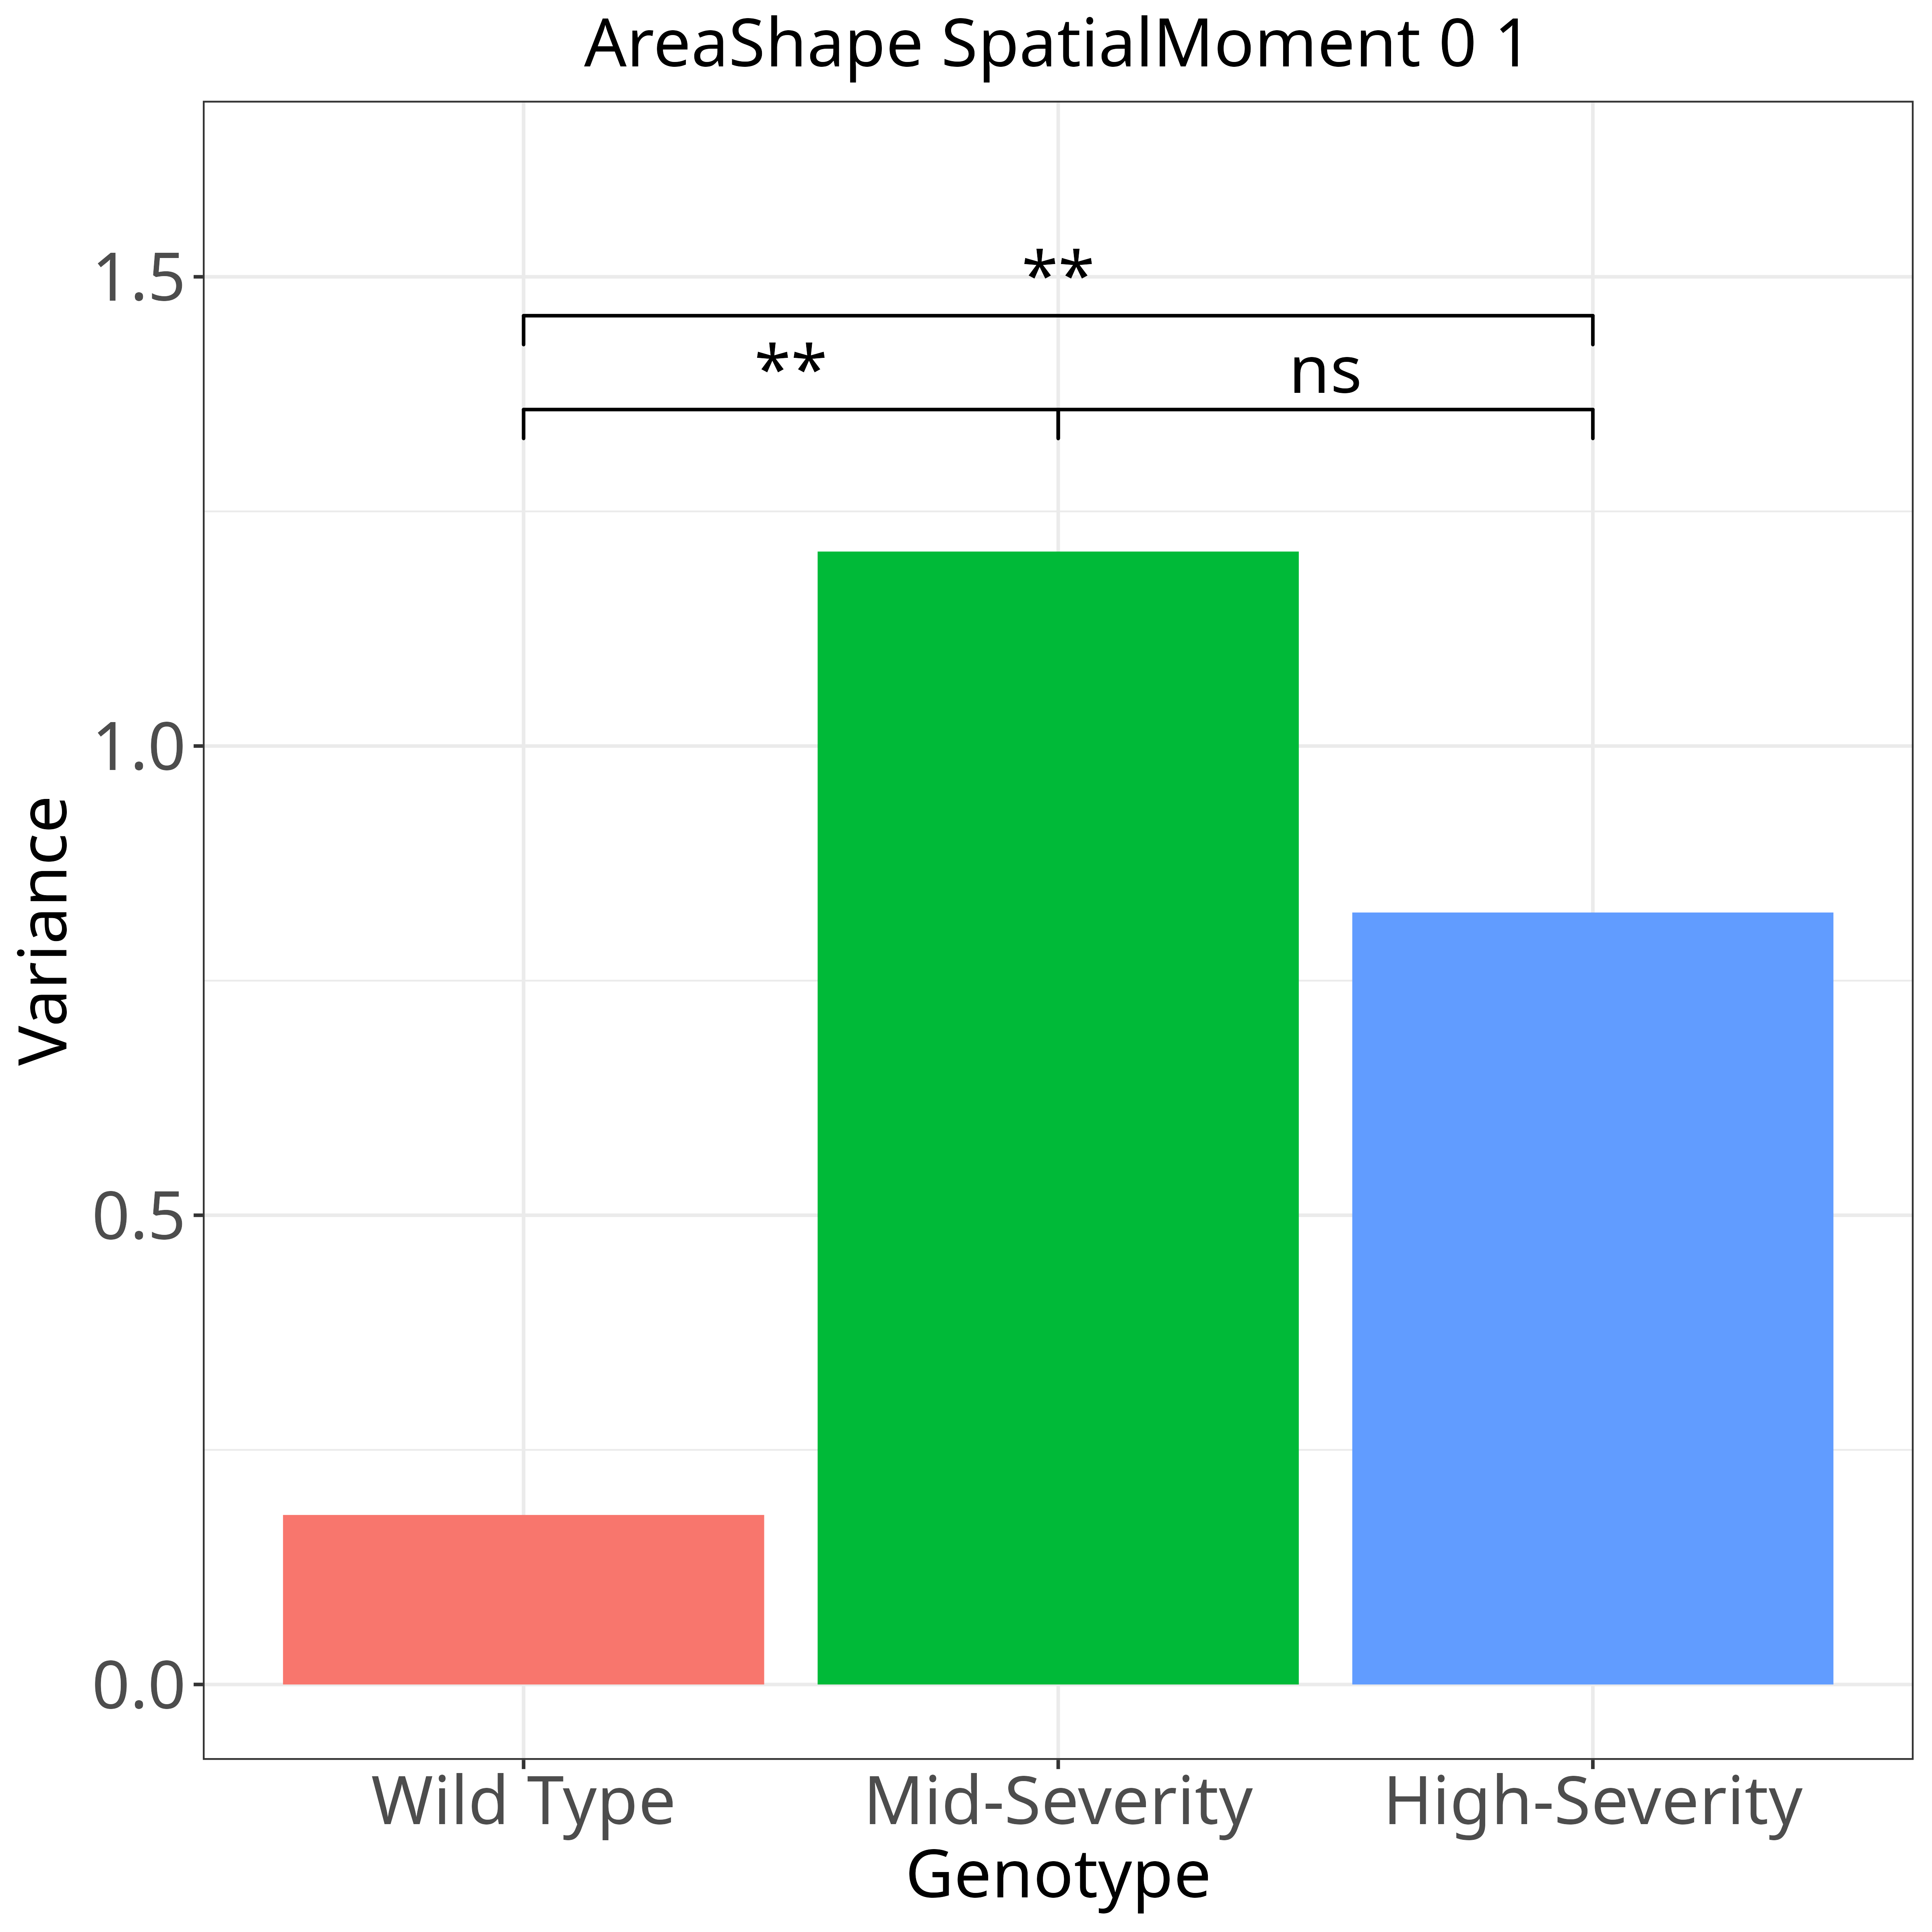 AreaShape SpatialMoment 0 1
**
** ns
1.5
1.0
0.5
0.0
Variance
Wild Type Mid-Severity High-Severity
Genotype